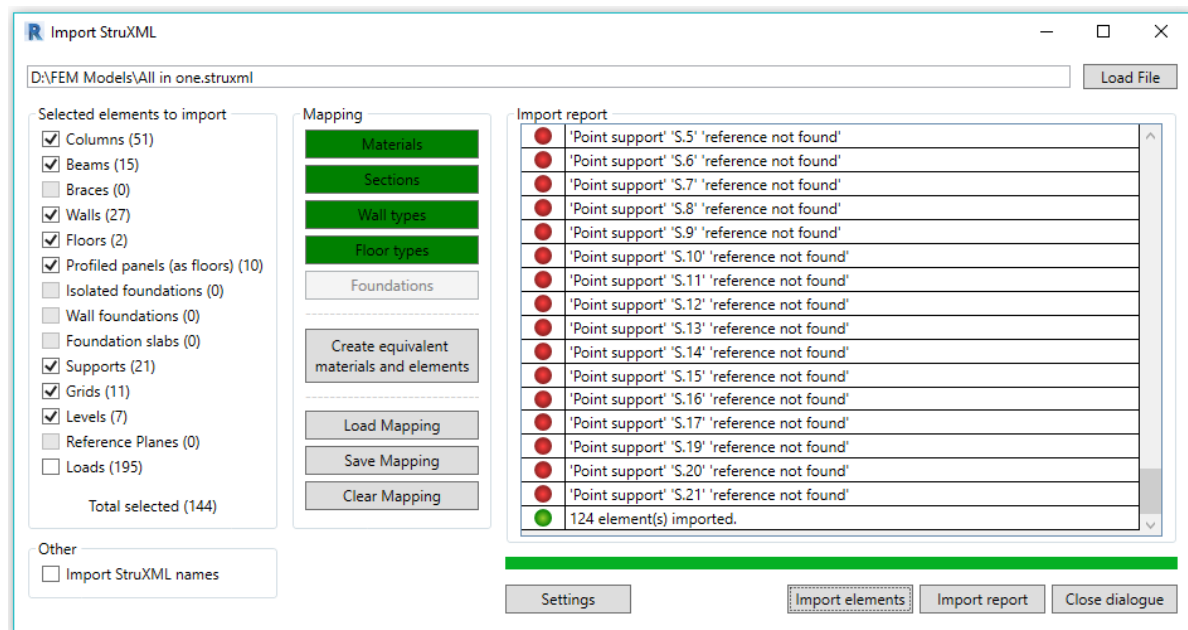 Import StruXML
D:\FEM Models\All in one.struxml
Load File
Selected elements to import
Columns (51)
Beams (15)
Braces (0)
Walls (27)
Floors (2)
Profiled panels (as floors) (10)
Isolated foundations (0)
Wall foundations (0)
Foundation slabs (0)
Supports (21)
Grids (11)
Levels (7)
Reference Planes (0)
Loads (195)
Total selected (144)
Other
Import StruXML names
Mapping
Materials
Sections
Wall types
Floor types
Foundations
Create equivalent
materials and elements
Load Mapping
Save Mapping
Clear Mapping
Import report
'Point support' 'S.5' 'reference not found'
'Point support' 'S.6' 'reference not found'
'Point support' 'S.7' 'reference not found'
'Point support' 'S.8' 'reference not found'
'Point support' 'S.9' 'reference not found'
'Point support' 'S.10' 'reference not found'
'Point support' 'S.11' 'reference not found'
'Point support' 'S.12' 'reference not found'
'Point support' 'S.13' 'reference not found'
'Point support' 'S.14' 'reference not found'
'Point support' 'S.15' 'reference not found'
'Point support' 'S.16' 'reference not found'
'Point support' 'S.17' 'reference not found'
'Point support' 'S.19' 'reference not found'
'Point support' 'S.20' 'reference not found'
'Point support' 'S.21' 'reference not found'
124 element(s) imported.
Settings
Import elements
Import report
Close dialogue